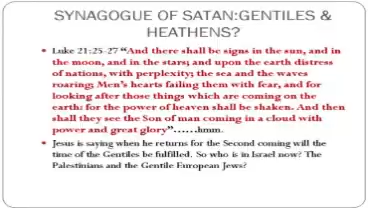 SYNAGOGUE OF SATAN:GENTILES &
HEATHENS?
• Luke 21:25-27 “And there shall be signs in the sun, and in
the moon, and in the stars; and upon the earth distress
of nations, with perplexity; the sea and the waves
roaring; Men’s hearts failing them with fear, and for
looking after those things which are coming on the
earth: for the power of heaven shall be shaken. And then
shall they see the Son of man coming in a cloud with
power and great glory”……hmm.
• Jesus is saying when he returns for the Second coming will the
time of the Gentiles be fulfilled. So who is in Israel now? The
Palestinians and the Gentile European Jews?